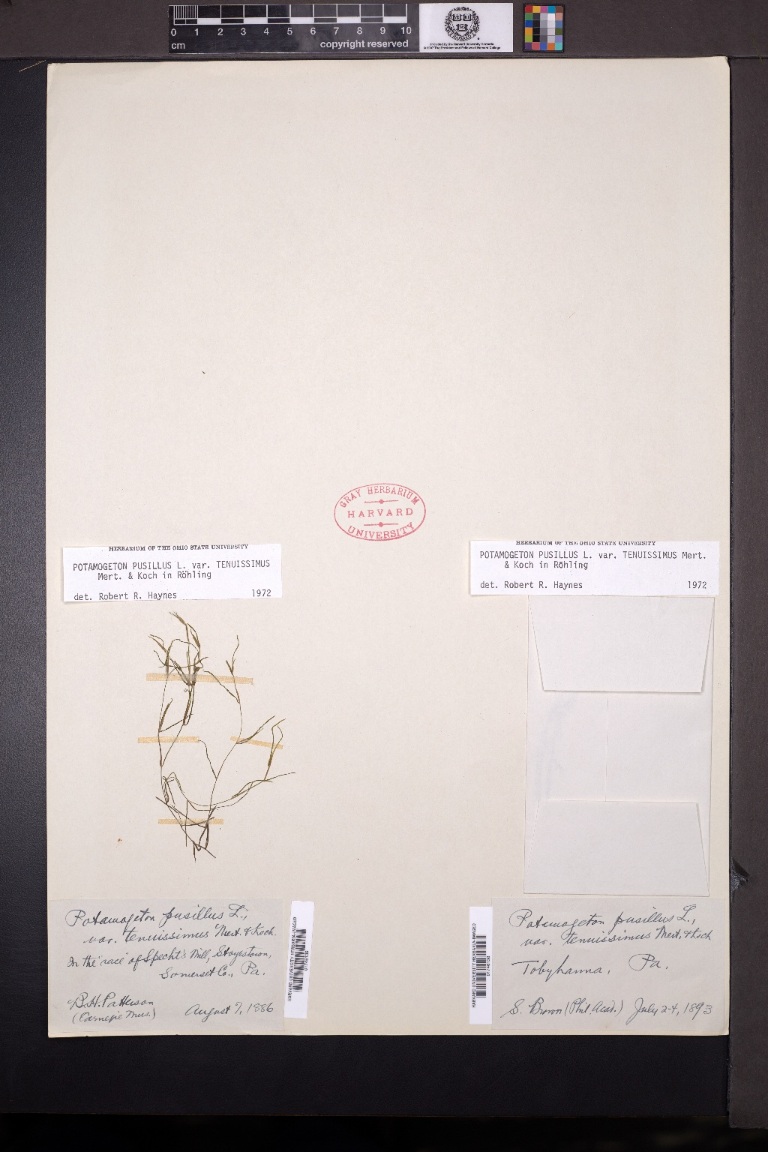 0 1 2 3 4 5 6 7 8 9 10
cm copyright reserved
GRAY HERBARIUM
HARVARD
UNIVERSITY
HERBARIUM OF THE OHIO STATE UNIVERSITY
POTAMOGETON PUSILLUS L. var. TENUISSIMUS
Mert. & Koch in Röhling
det. Robert R. Haynes 1972
HERBARIUM OF THE OHIO STATE UNIVERSITY
POTAMOGETON PUSILLUS L. var. TENUISSIMUS Mert.
& Koch in Röhling
det. Robert R. Haynes 1972
Potamogeton pusillus L.,
var. tenuissimus Mert. & Koch
In the race of Specht's Mill, Stoyestown,
Somerset Co., Pa.
B.H. Patterson
(Carnegie Mus.) August 7, 1886
Potamogeton pusillus L.,
var. tenuissimus Mert. & Koch
Tobyhanna, Pa.
S. Brown (Phil. Acad.) July 2-4, 1893